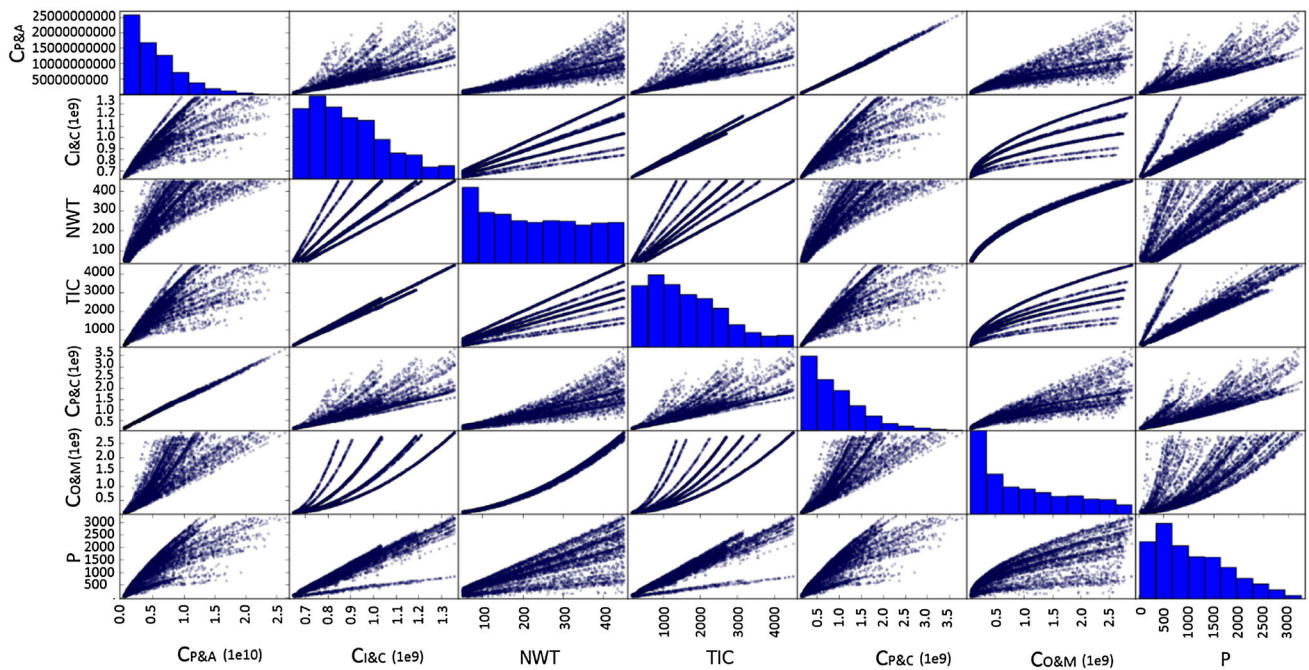 CP&A
25000000000
20000000000
15000000000
10000000000
50000000000
CI&C (1e9)
1.3
1.2
1.1
1.0
0.9
0.8
0.7
NWT
400
300
200
100
TIC
4000
3000
2000
1000
CP&C (1e9)
3.5
3.0
2.5
2.0
1.5
1.0
0.5
CO&M (1e9)
2.5
2.0
1.5
1.0
0.5
P
3000
2500
2000
1500
1000
500
0.0 0.5 1.0 1.5 2.0 2.5
0.7 0.8 0.9 1.0 1.1 1.2 1.3
100 200 300 400
1000 2000 3000 4000
0.5 1.0 1.5 2.0 2.5 3.0 3.5
0.5 1.0 1.5 2.0 2.5
0 500 1000 1500 2000 2500 3000
CP&A (1e10) CI&C (1e9) NWT TIC CP&C (1e9) CO&M (1e9) P